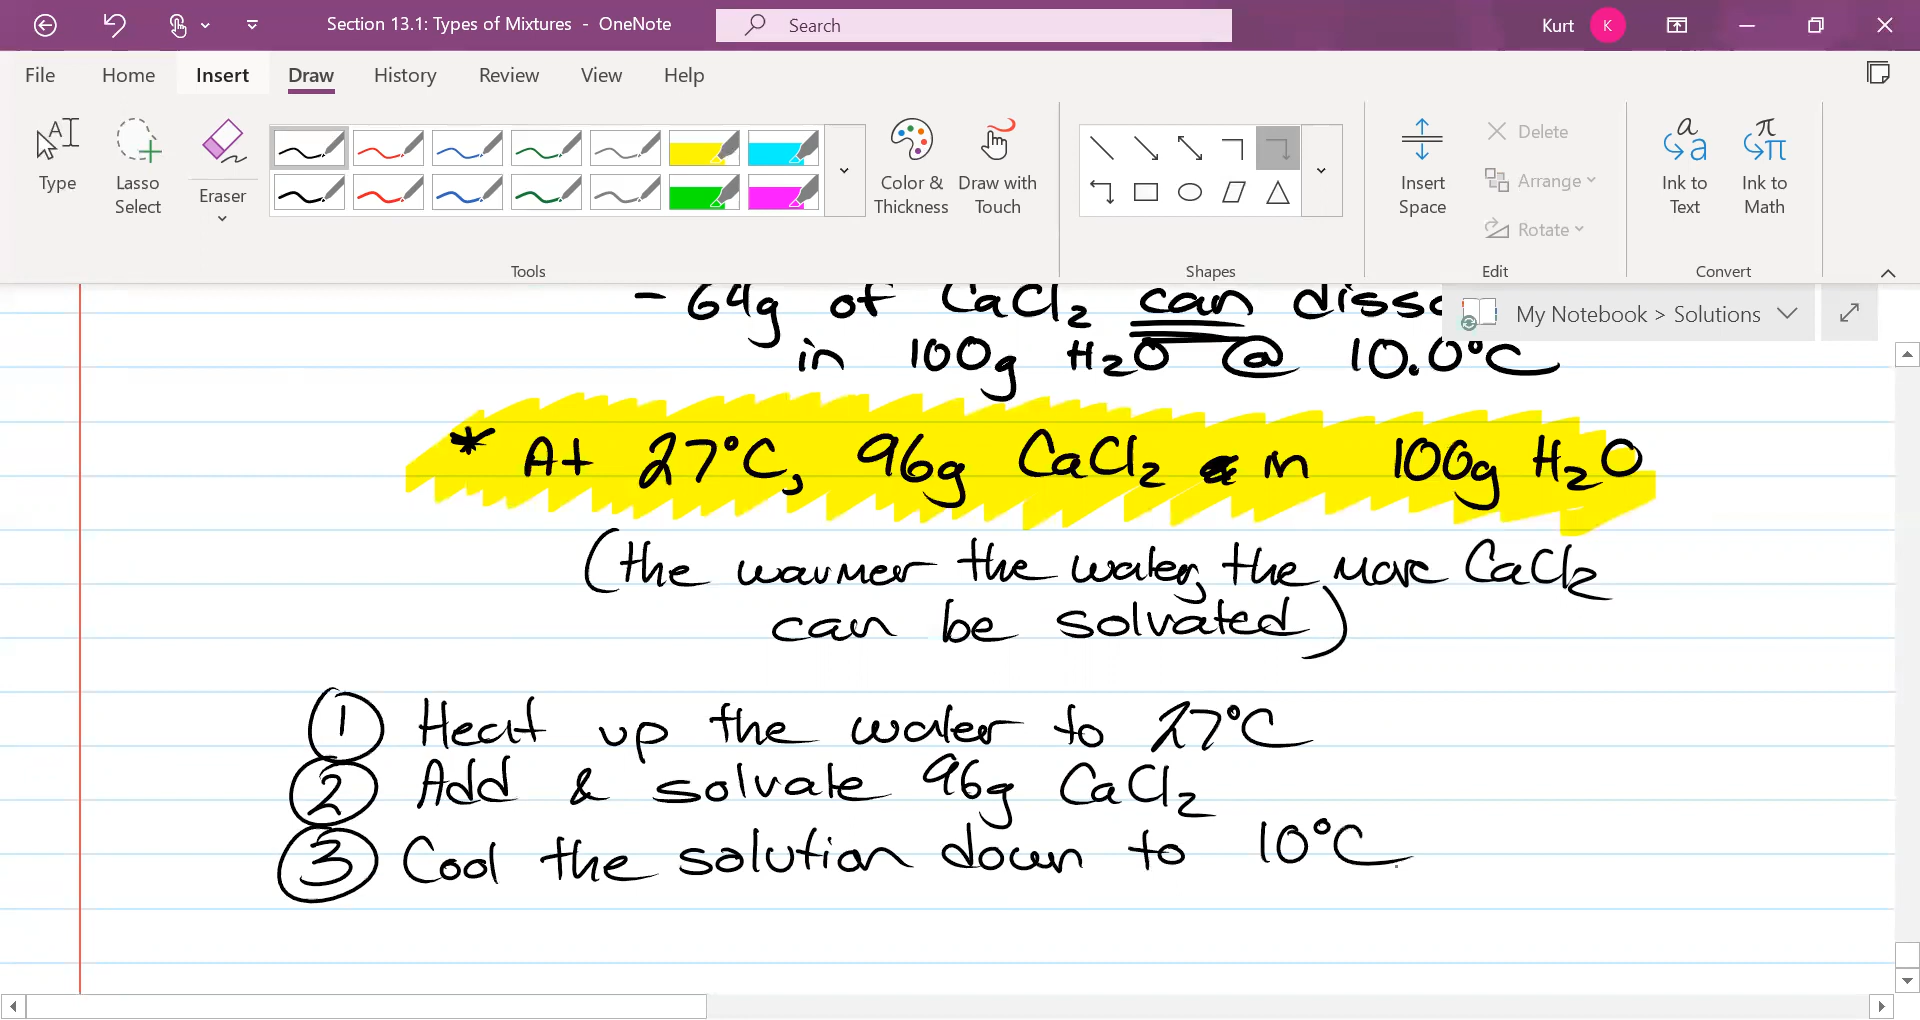 Section 13.1: Types of Mixtures - OneNote
Search
Kurt
K
File Home Insert Draw History Review View Help
Type
Lasso Select
Eraser
Color & Thickness
Draw with Touch
Insert Space
Delete
Arrange
Rotate
Ink to Text
Ink to Math
Tools
Shapes
Edit
Convert
My Notebook > Solutions
- 64g of CaCl2 can
in 100g H2O @ 10.0°C
* At 27°C, 96g CaCl2 in 100g H2O
(the warmer the water, the more CaCl2
can be solvated)
1 Heat up the water to 27°C
2 Add & solvate 96g CaCl2
3 Cool the solution down to 10°C